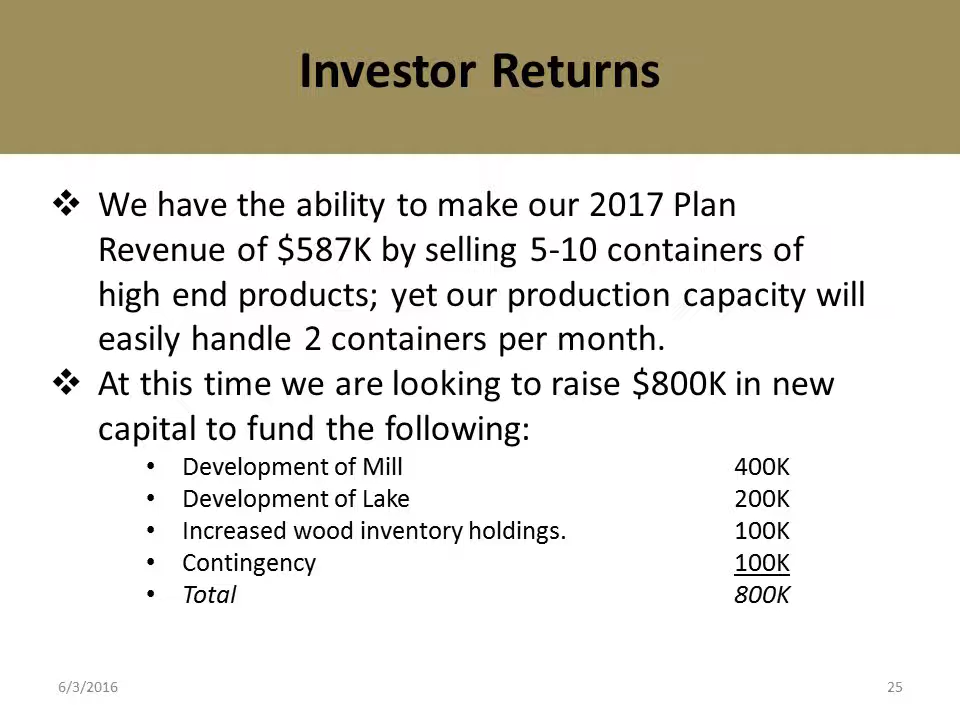 Investor Returns
❖ We have the ability to make our 2017 Plan
Revenue of $587K by selling 5-10 containers of
high end products; yet our production capacity will
easily handle 2 containers per month.
❖ At this time we are looking to raise $800K in new
capital to fund the following:
• Development of Mill 400K
• Development of Lake 200K
• Increased wood inventory holdings. 100K
• Contingency 100K
• Total 800K
6/3/2016 25